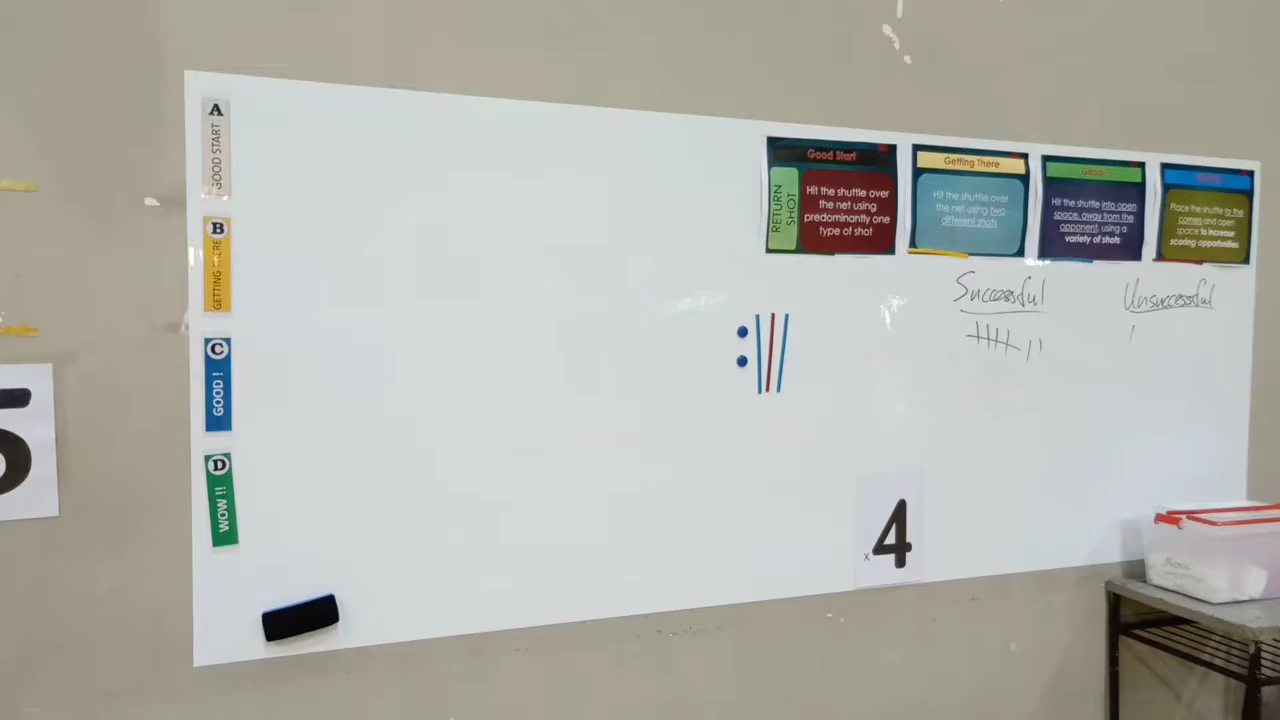 A
GOOD START
B
GETTING THERE
C
GOOD !
D
WOW !!
Good Start
RETURN
SHOT
Hit the shuttle over
the net using
predominantly one
type of shot
Getting There
Hit the shuttle over
the net using two
different shots
Good!
Hit the shuttle into open
space, away from the
opponent, using a
variety of shots
Place the shuttle to the
corners and open
space to increase
scoring opportunities
Successful
Unsuccessful
x 4
5